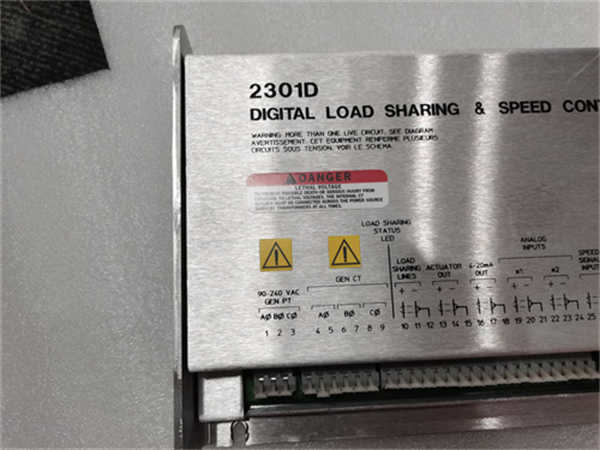 2301D
DIGITAL LOAD SHARING & SPEED CONT
WARNING: MORE THAN ONE LIVE CIRCUIT. SEE DIAGRAM
AVERTISSEMENT: CET EQUIPMENT RENFERME PLUSIEURS
CIRCUITS SOUS TENSION, VOIR LE SCHEMA.
DANGER
LETHAL VOLTAGE
LOAD SHARING
STATUS
LED
90-240 VAC
GEN PT
GEN CT
LOAD
SHARING
LINES
ACTUATOR
OUT
4-20mA
OUT
ANALOG
INPUTS
#1 #2
SPEED
SIGNAL
INPUT
AØ BØ CØ AØ BØ CØ
+ - + - + - + - + -
1 2 3 4 5 6 7 8 9 10 11 12 13 14 15 16 17 18 19 20 21 22 23 24 25